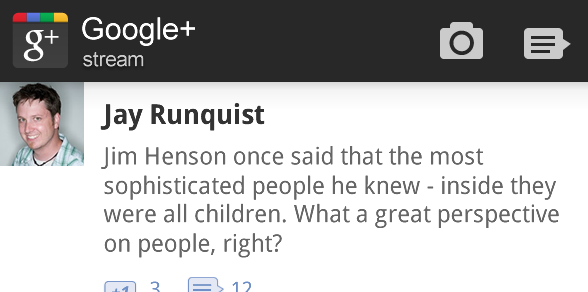 g+ Google+
stream
Jay Runquist
Jim Henson once said that the most
sophisticated people he knew - inside they
were all children. What a great perspective
on people, right?
+1 3 12